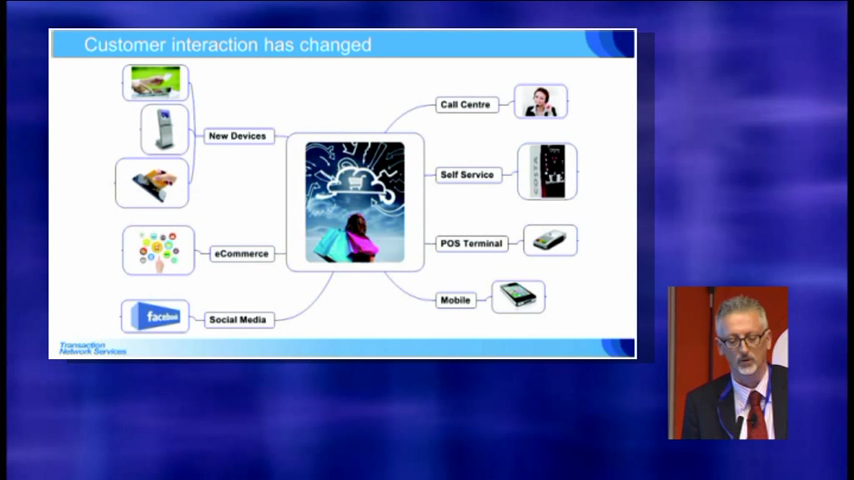 Customer interaction has changed
New Devices
eCommerce
facebook
Social Media
Call Centre
Self Service
COSTA
POS Terminal
Mobile
Transaction
Network Services